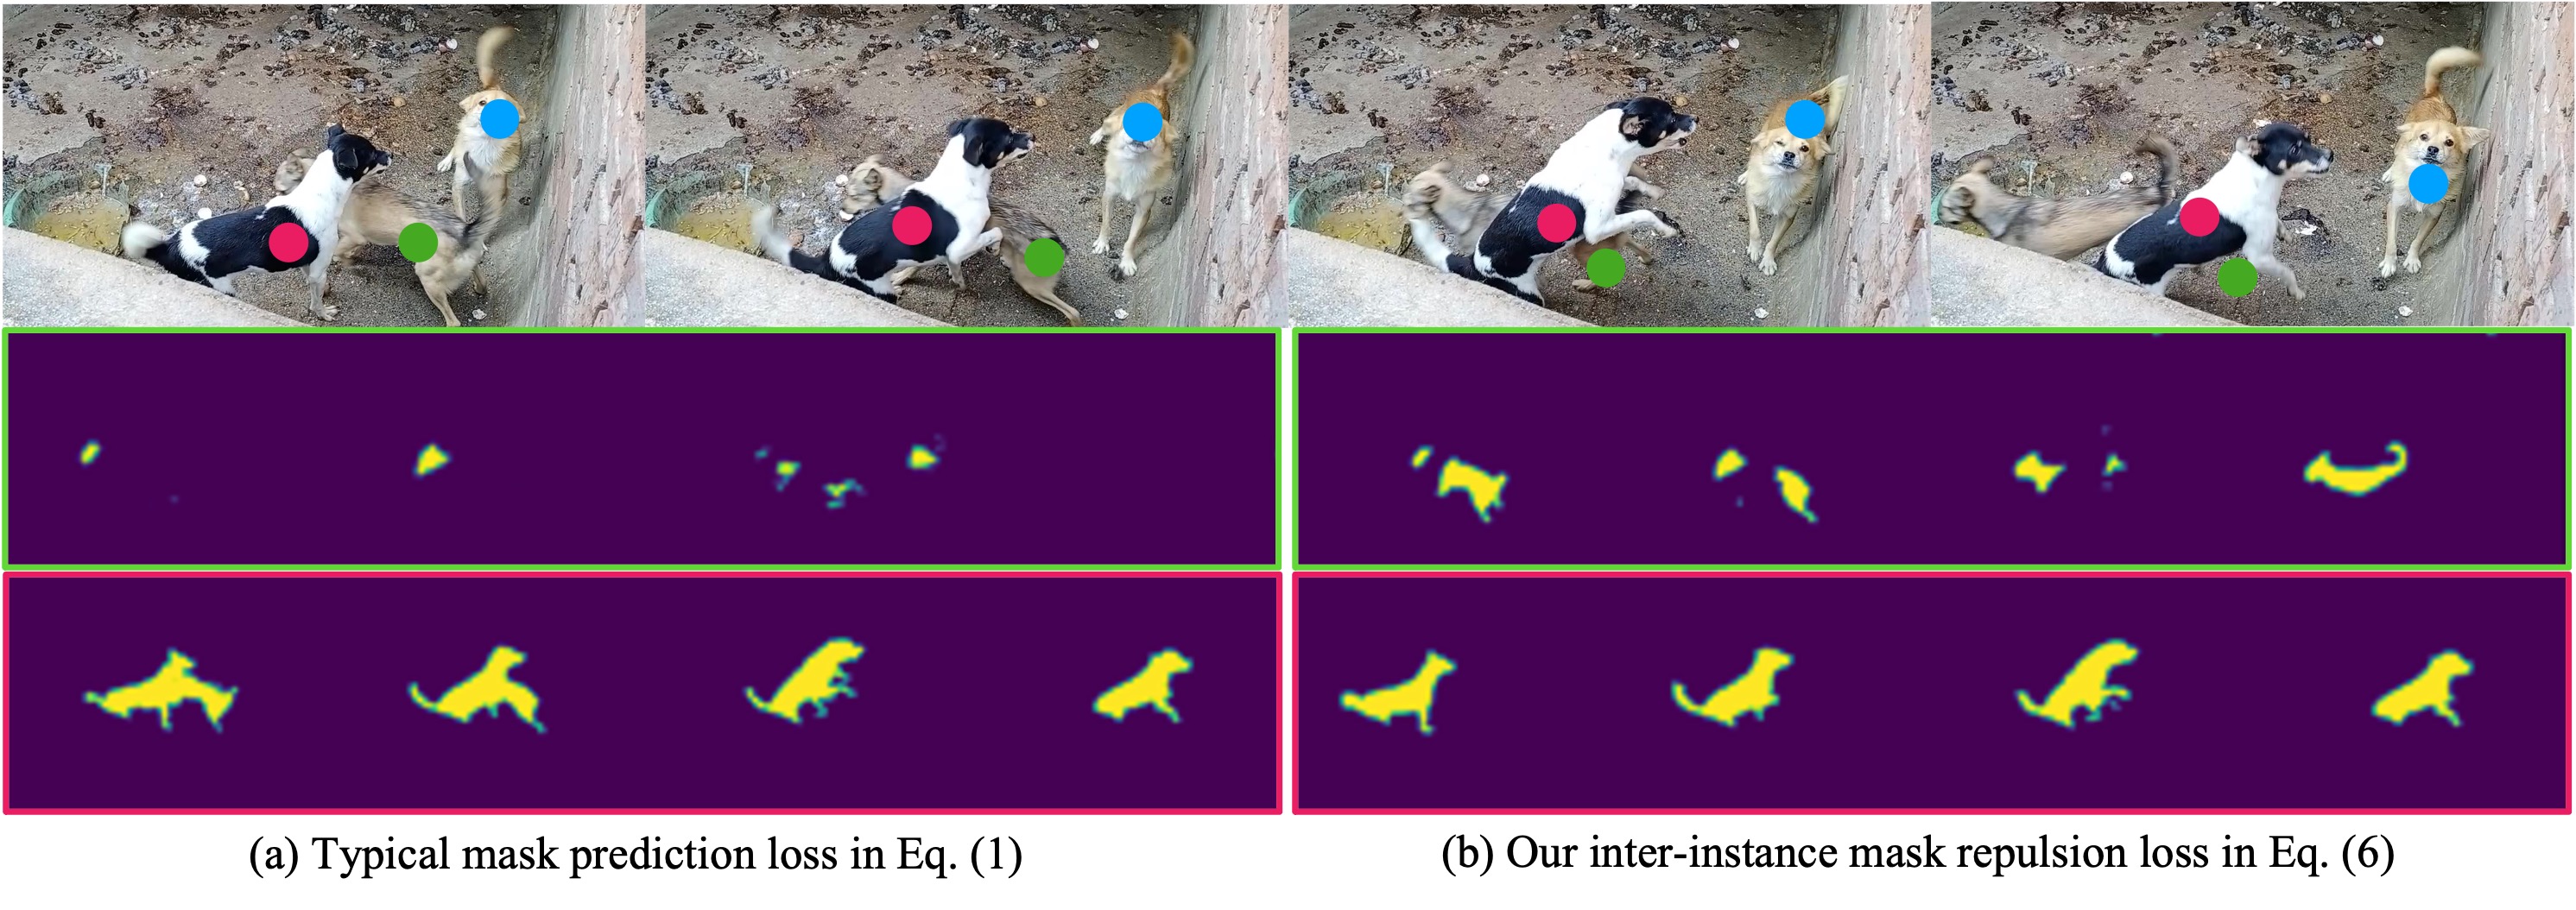 (a) Typical mask prediction loss in Eq. (1)
(b) Our inter-instance mask repulsion loss in Eq. (6)